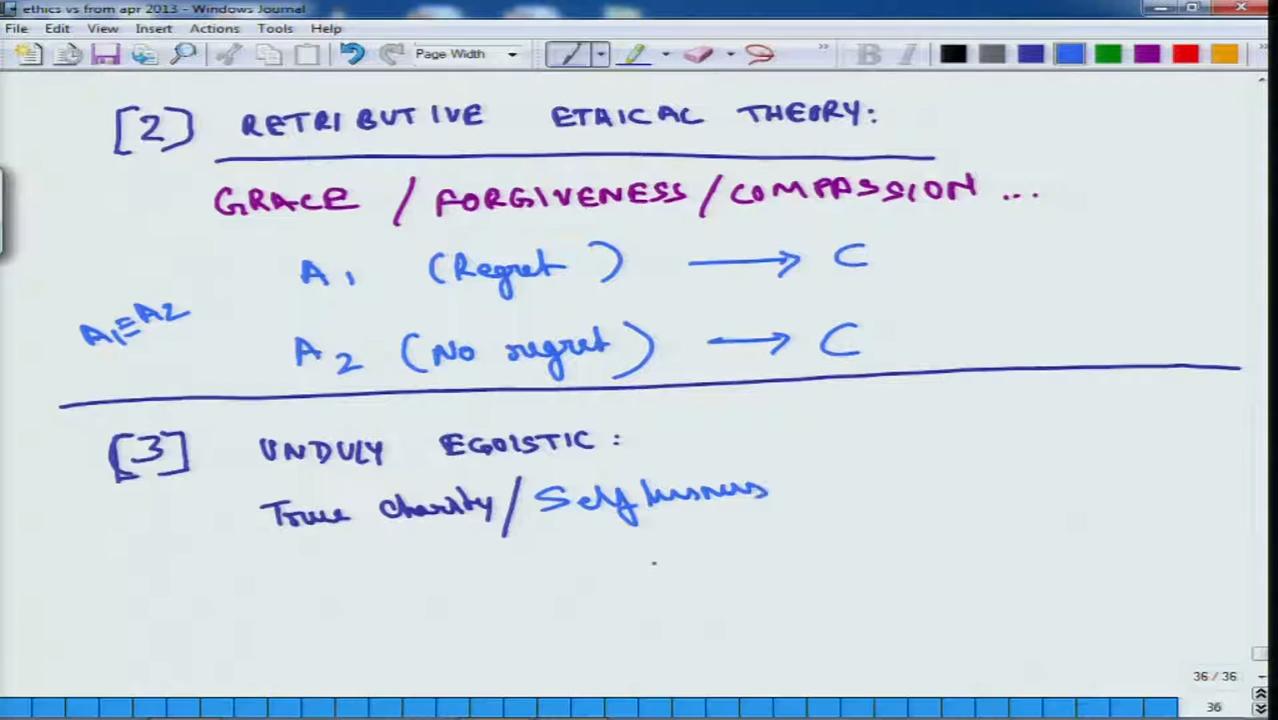 ethics vs from apr 2013 - Windows Journal
File Edit View Insert Actions Tools Help
Page Width
B I
[2] RETRIBUTIVE ETHICAL THEORY:
GRACE / FORGIVENESS / COMPASSION ...
A1 (Regret) → C
A1≡A2
A2 (No regret) → C
[3] UNDULY EGOISTIC:
True charity / Selflessness
36 / 36
36